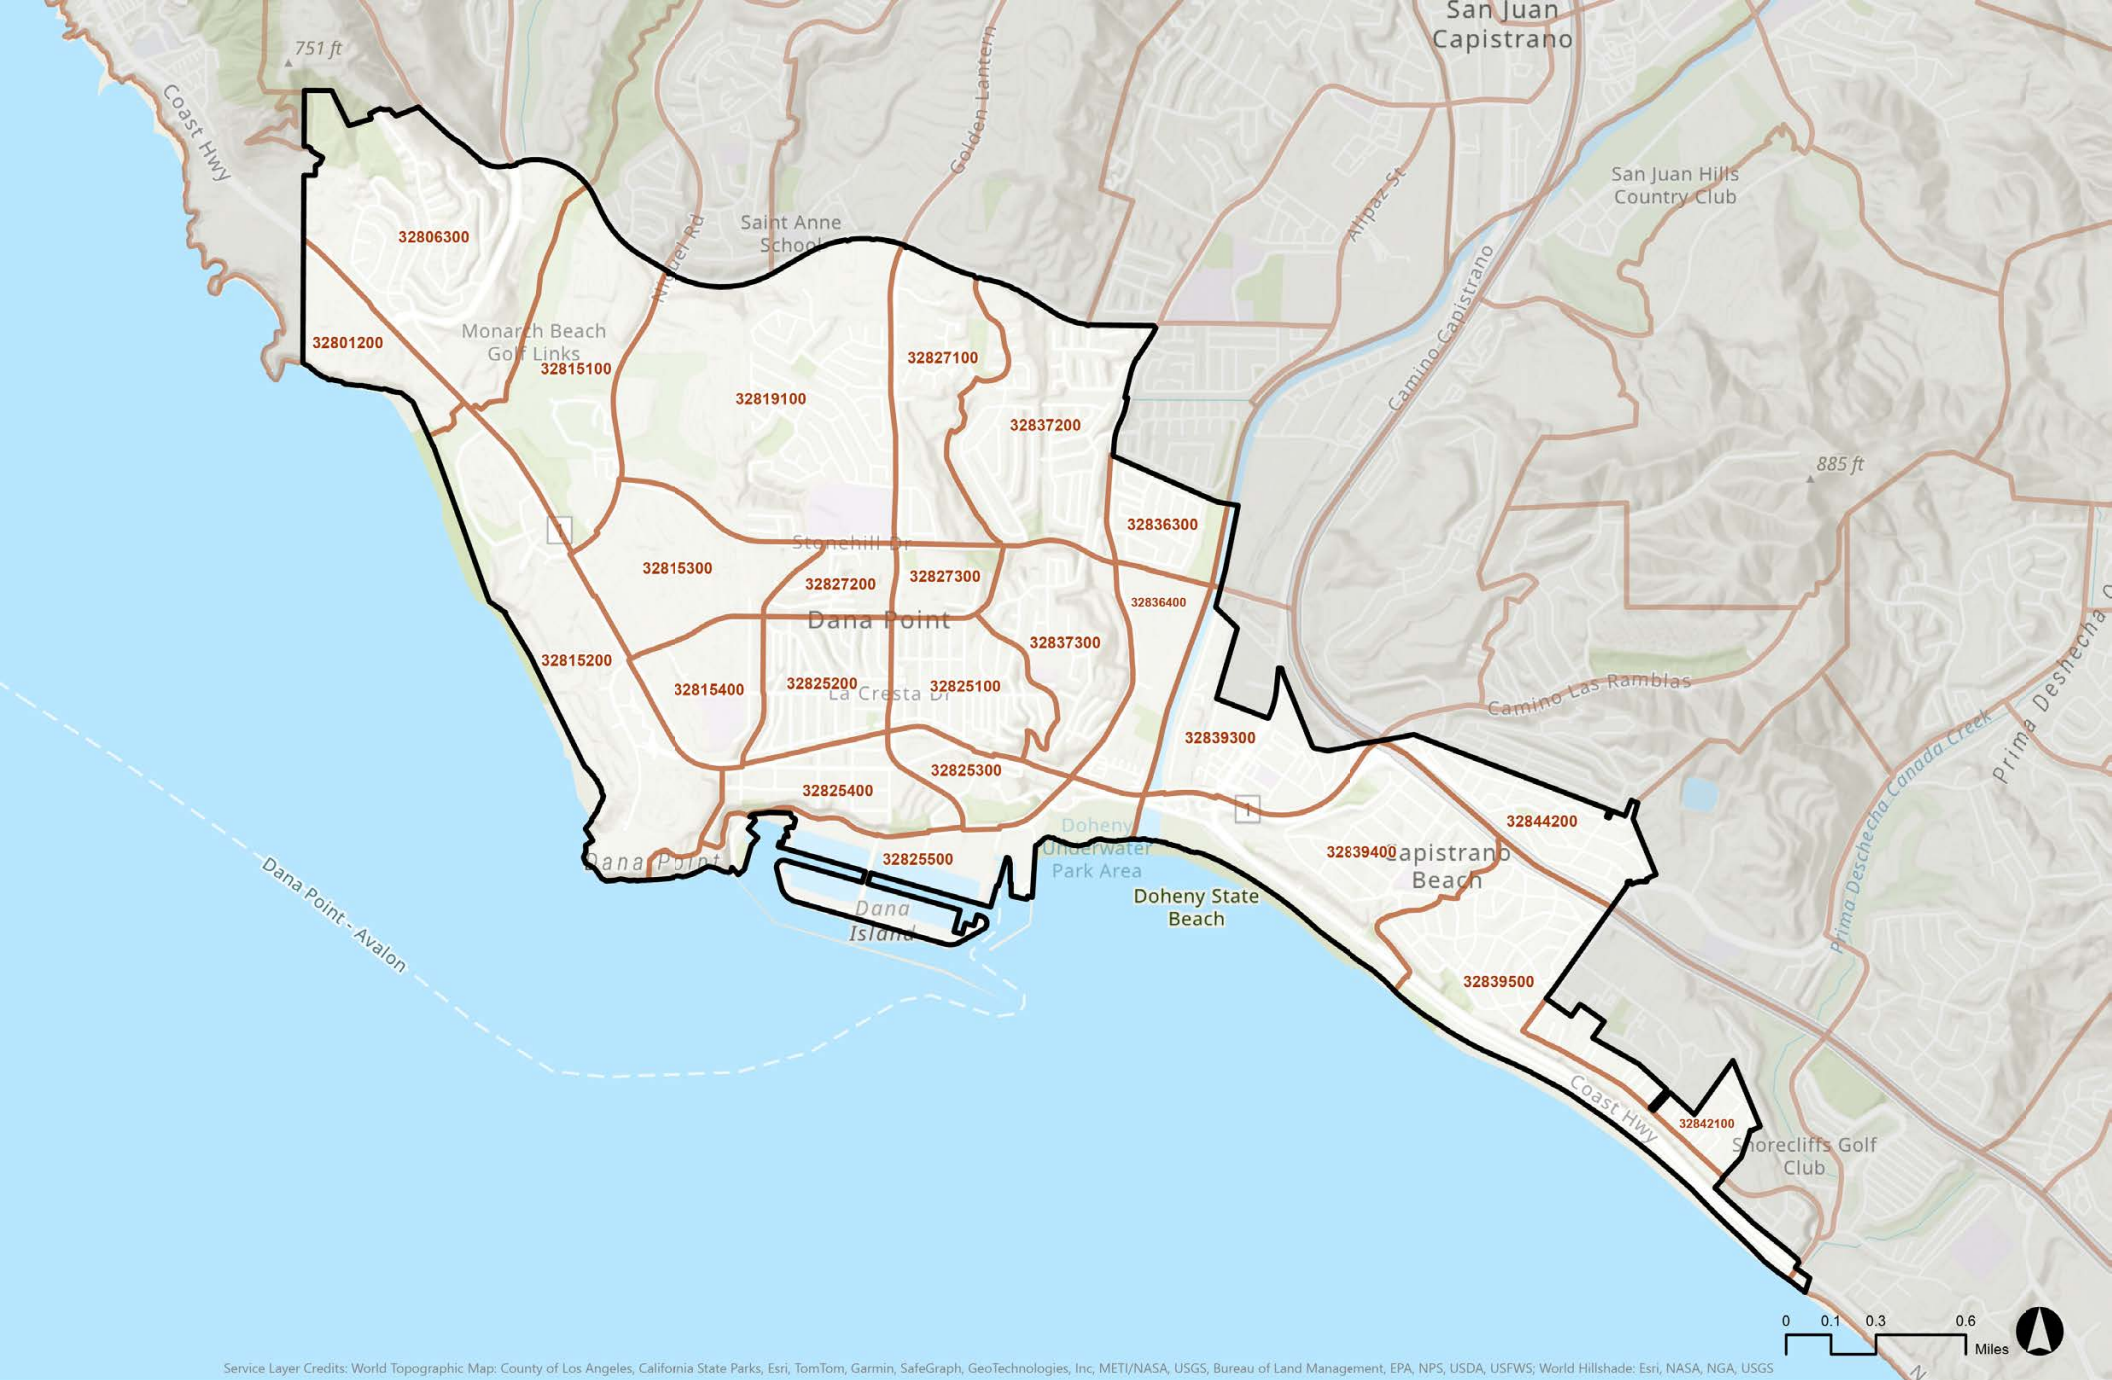 San Juan
Capistrano
751 ft
Coast Hwy
Golden Lantern
Alipaz St
San Juan Hills
Country Club
Saint Anne
School
Niguel Rd
Camino Capistrano
32806300
32801200
Monarch Beach
Golf Links
32815100
32827100
32819100
32837200
885 ft
1
32836300
Stonehill Dr
32815300
32827200
32827300
32836400
Dana Point
32837300
32815200
32815400
32825200
La Cresta Dr
32825100
Camino Las Ramblas
Prima Deshecha Canada Creek
32839300
32825300
32825400
1
32844200
Doheny
Underwater
Park Area
32839400
Capistrano
Beach
Dana Point
32825500
Doheny State
Beach
Dana
Island
Dana Point - Avalon
32839500
Coast Hwy
32842100
Shorecliffs Golf
Club
0 0.1 0.3 0.6
Miles
Service Layer Credits: World Topographic Map: County of Los Angeles, California State Parks, Esri, TomTom, Garmin, SafeGraph, GeoTechnologies, Inc, METI/NASA, USGS, Bureau of Land Management, EPA, NPS, USDA, USFWS; World Hillshade: Esri, NASA, NGA, USGS